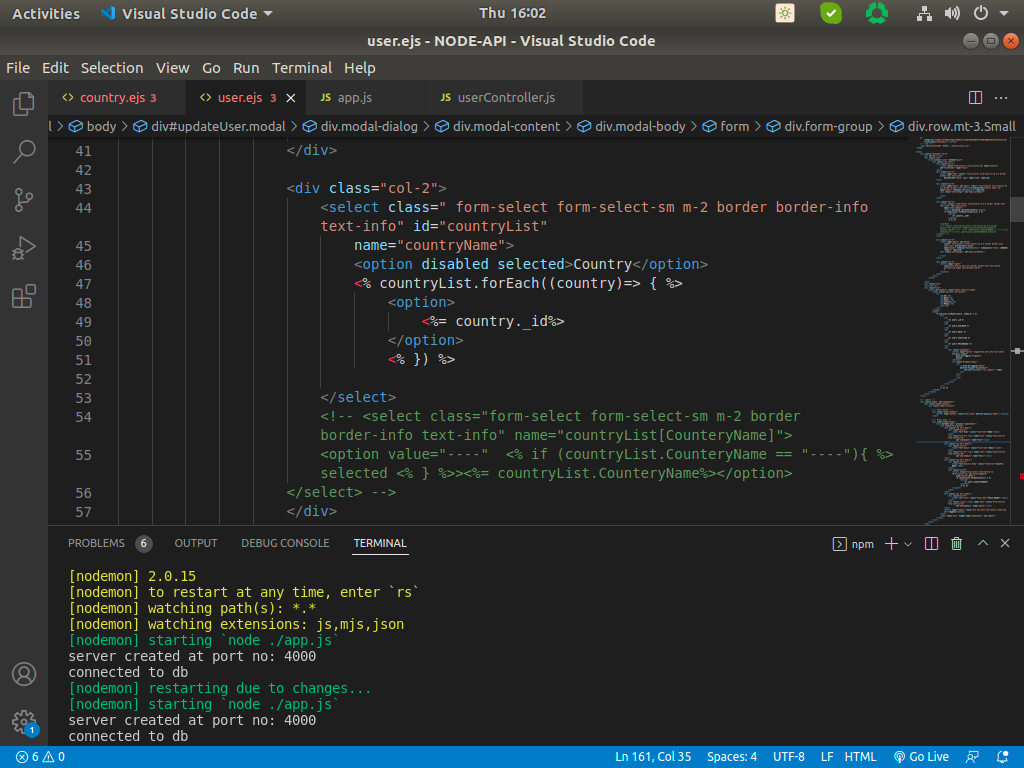 Activities Visual Studio Code Thu 16:02
user.ejs - NODE-API - Visual Studio Code
File Edit Selection View Go Run Terminal Help
<> country.ejs 3 <> user.ejs 3 JS app.js JS userController.js
body > div#updateUser.modal > div.modal-dialog > div.modal-content > div.modal-body > form > div.form-group > div.row.mt-3.Small
41 </div>
42
43 <div class="col-2">
44 <select class=" form-select form-select-sm m-2 border border-info
text-info" id="countryList"
45 name="countryName">
46 <option disabled selected>Country</option>
47 <% countryList.forEach((country)=> { %>
48 <option>
49 <%= country._id%>
50 </option>
51 <% }) %>
52
53 </select>
54 <!-- <select class="form-select form-select-sm m-2 border
border-info text-info" name="countryList[CounteryName]">
55 <option value="----"  <% if (countryList.CounteryName == "----"){ %>
selected <% } %>><%= countryList.CounteryName%></option>
56 </select> -->
57 </div>
PROBLEMS 6 OUTPUT DEBUG CONSOLE TERMINAL npm
[nodemon] 2.0.15
[nodemon] to restart at any time, enter `rs`
[nodemon] watching path(s): *.*
[nodemon] watching extensions: js,mjs,json
[nodemon] starting `node ./app.js`
server created at port no: 4000
connected to db
[nodemon] restarting due to changes...
[nodemon] starting `node ./app.js`
server created at port no: 4000
connected to db
1
6 0 Ln 161, Col 35 Spaces: 4 UTF-8 LF HTML Go Live